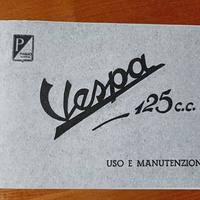 P
Vespa
125 c.c.
USO E MANUTENZION